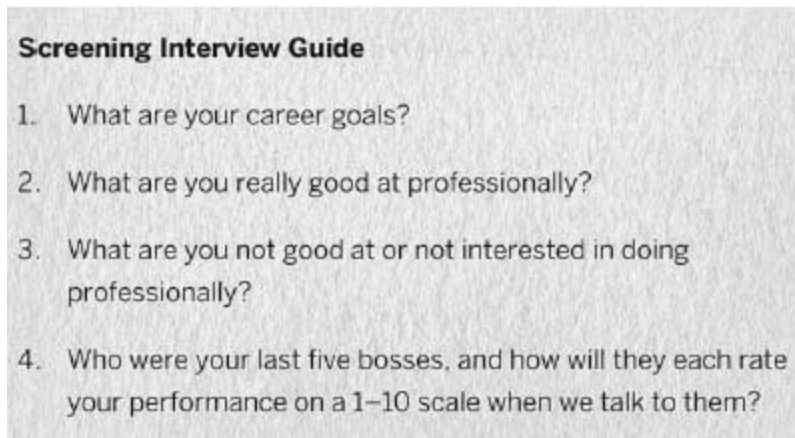 Screening Interview Guide
1. What are your career goals?
2. What are you really good at professionally?
3. What are you not good at or not interested in doing
professionally?
4. Who were your last five bosses, and how will they each rate
your performance on a 1–10 scale when we talk to them?